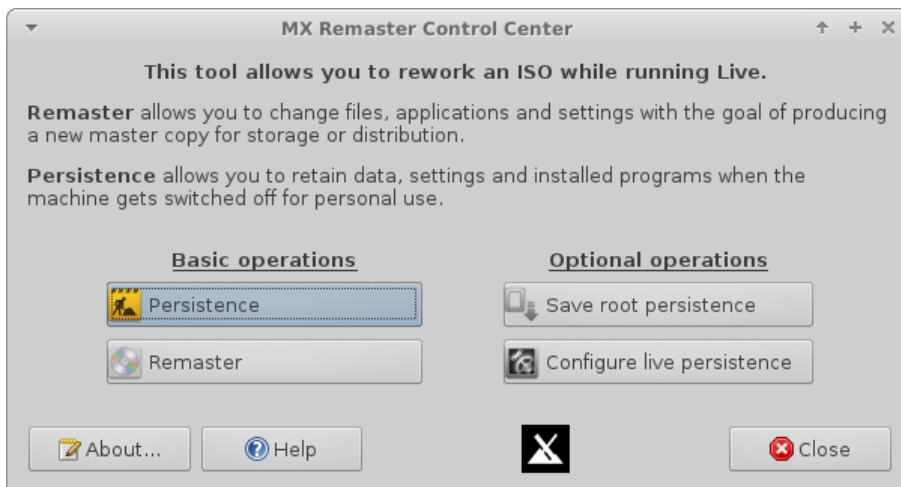 MX Remaster Control Center
This tool allows you to rework an ISO while running Live.
Remaster allows you to change files, applications and settings with the goal of producing
a new master copy for storage or distribution.
Persistence allows you to retain data, settings and installed programs when the
machine gets switched off for personal use.
Basic operations
Persistence
Remaster
Optional operations
Save root persistence
Configure live persistence
About...
Help
Close